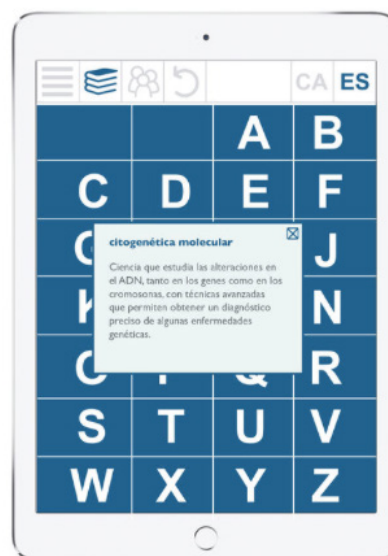 CA ES
A B
C D E F
J
citogenética molecular
Ciencia que estudia las alteraciones en
el ADN, tanto en los genes como en los
cromosonas, con técnicas avanzadas
que permiten obtener un diagnóstico
preciso de algunas enfermedades
genéticas.
N
Q R
S T U V
W X Y Z